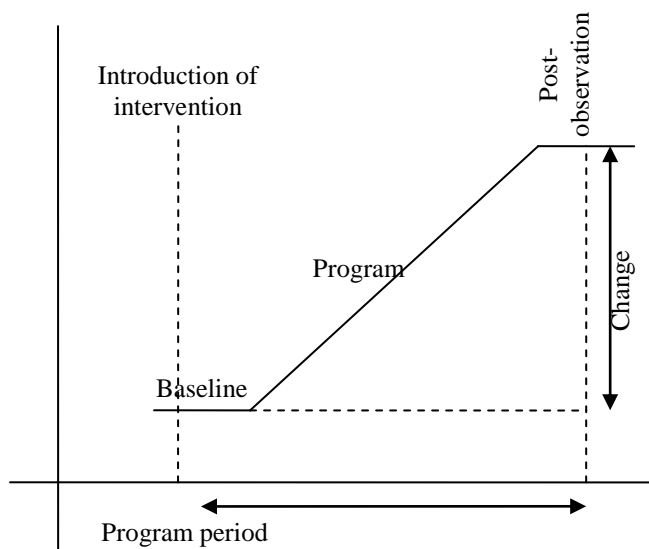 Introduction of
intervention
Post-
observation
Program
Change
Baseline
Program period